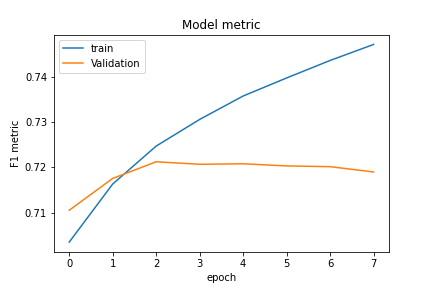 Model metric
train
Validation
F1 metric
0.74
0.73
0.72
0.71
0 1 2 3 4 5 6 7
epoch